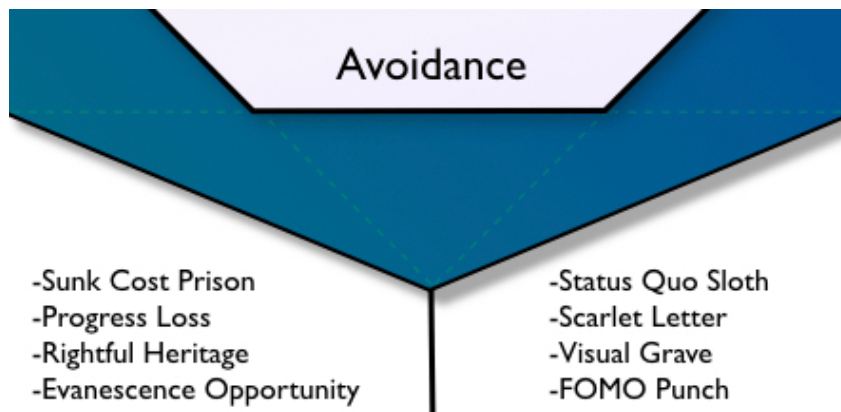 Avoidance
-Sunk Cost Prison
-Progress Loss
-Rightful Heritage
-Evanescence Opportunity
-Status Quo Sloth
-Scarlet Letter
-Visual Grave
-FOMO Punch